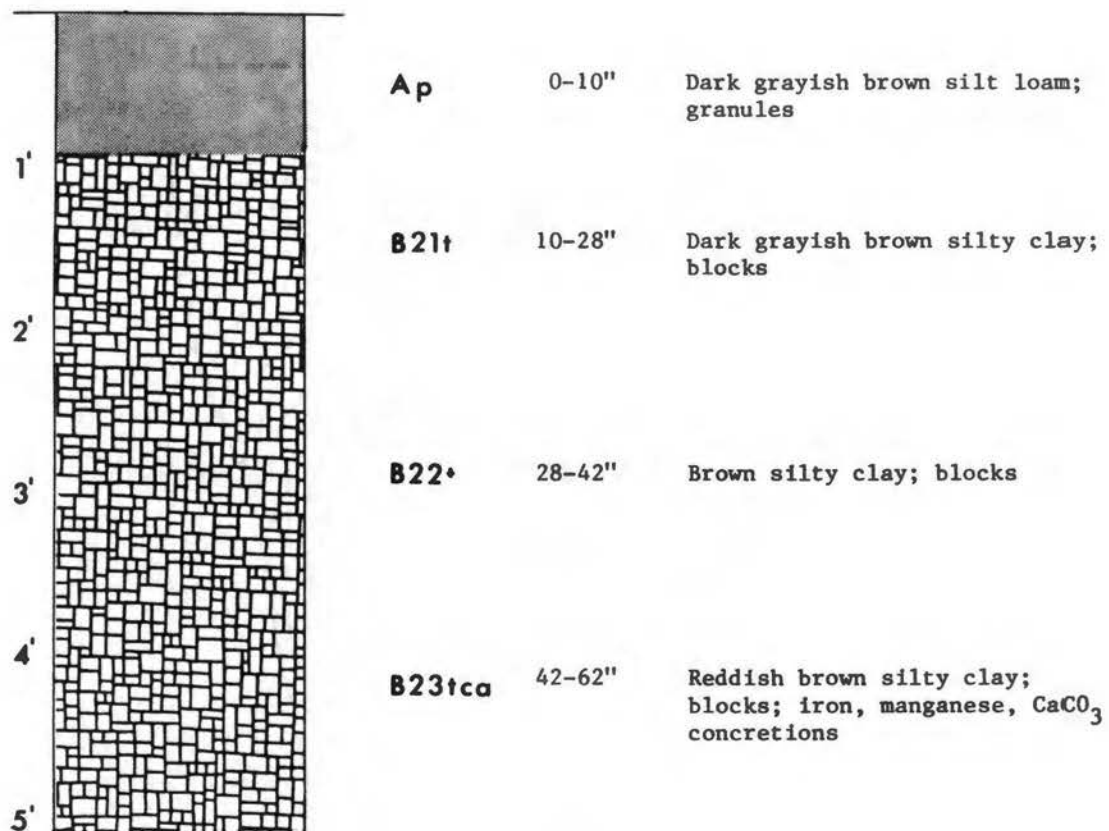 Ap 0-10" Dark grayish brown silt loam;
granules
1'
B21t 10-28" Dark grayish brown silty clay;
blocks
2'
B22t 28-42" Brown silty clay; blocks
3'
4'
B23tca 42-62" Reddish brown silty clay;
blocks; iron, manganese, CaCO3
concretions
5'